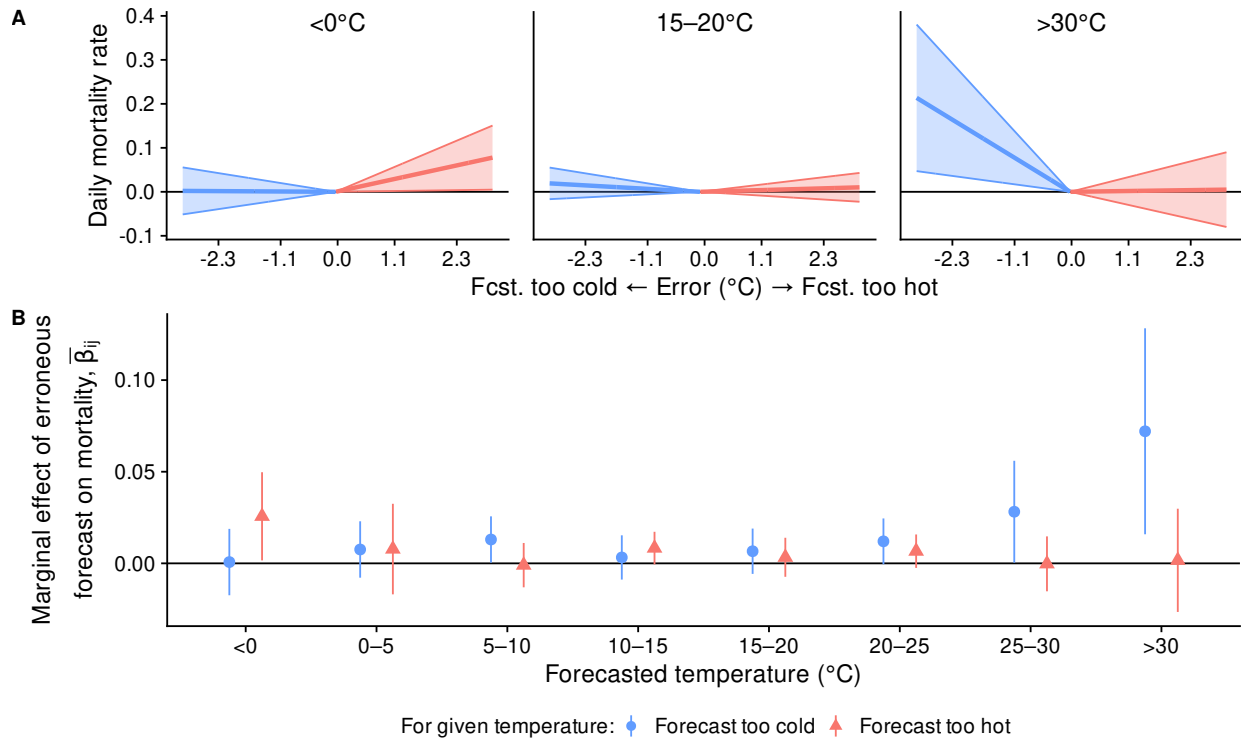 A
<0°C
15–20°C
>30°C
Daily mortality rate
0.4
0.3
0.2
0.1
0.0
-0.1
-2.3 -1.1 0.0 1.1 2.3
-2.3 -1.1 0.0 1.1 2.3
-2.3 -1.1 0.0 1.1 2.3
Fcst. too cold ← Error (°C) → Fcst. too hot
B
Marginal effect of erroneous
forecast on mortality, β̅ij
0.10
0.05
0.00
<0 0–5 5–10 10–15 15–20 20–25 25–30 >30
Forecasted temperature (°C)
For given temperature: Forecast too cold Forecast too hot